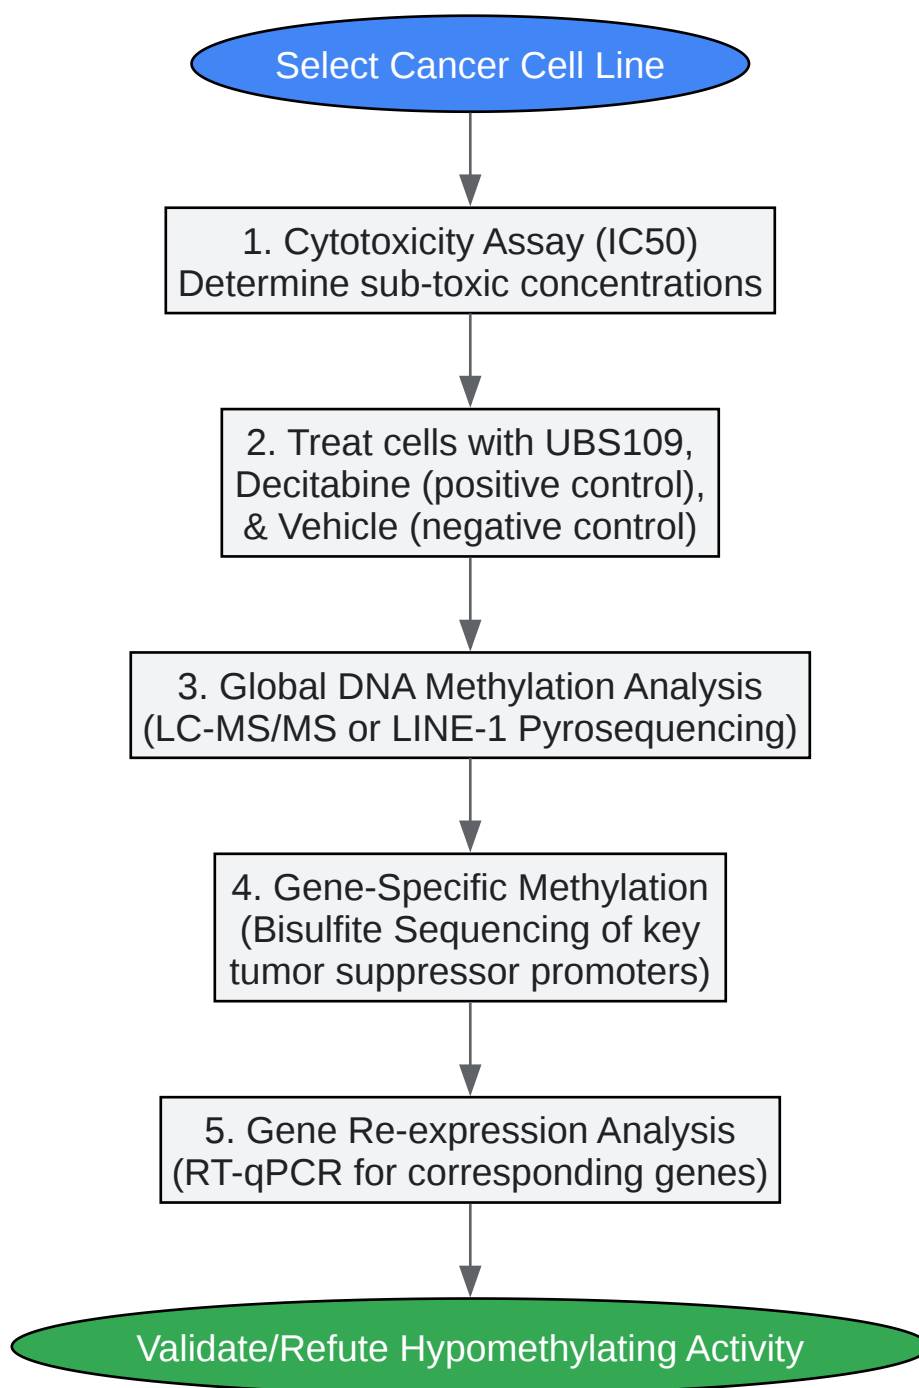 Select Cancer Cell Line
1. Cytotoxicity Assay (IC50)
Determine sub-toxic concentrations
2. Treat cells with UBS109,
Decitabine (positive control),
& Vehicle (negative control)
3. Global DNA Methylation Analysis
(LC-MS/MS or LINE-1 Pyrosequencing)
4. Gene-Specific Methylation
(Bisulfite Sequencing of key
tumor suppressor promoters)
5. Gene Re-expression Analysis
(RT-qPCR for corresponding genes)
Validate/Refute Hypomethylating Activity